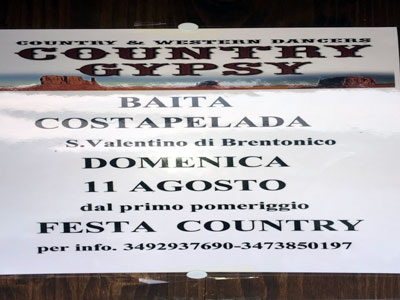 COUNTRY & WESTERN DANCERS
COUNTRY
GYPSY
BAITA
COSTAPELADA
S.Valentino di Brentonico
DOMENICA
11 AGOSTO
dal primo pomeriggio
FESTA COUNTRY
per info. 3492937690-3473850197